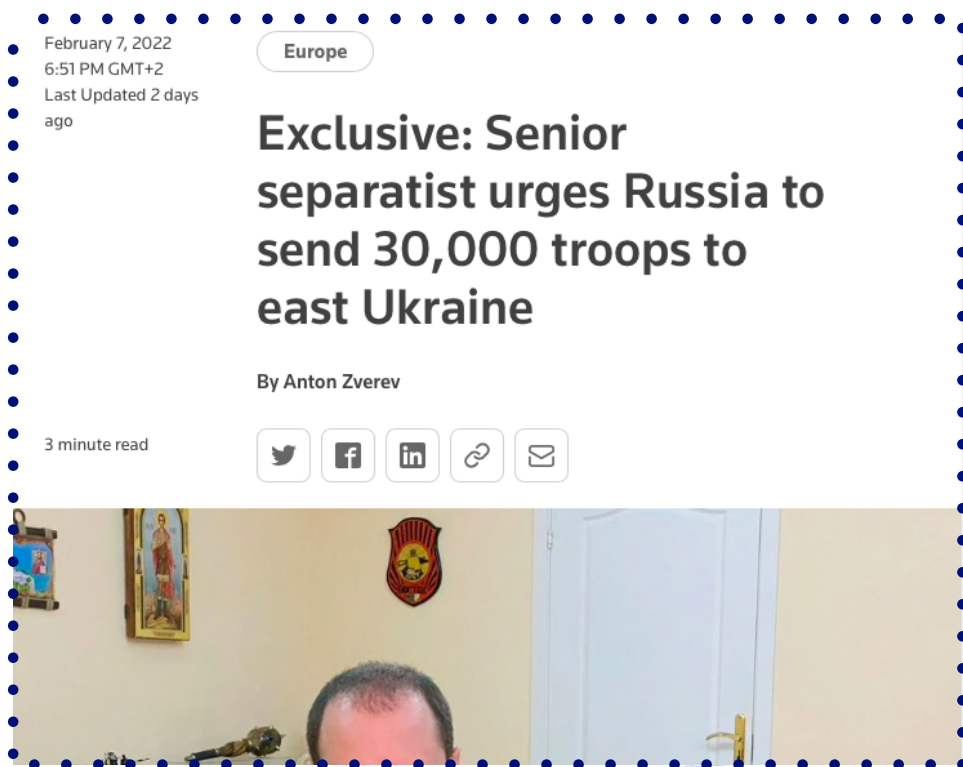 February 7, 2022
6:51 PM GMT+2
Last Updated 2 days
ago
Europe
Exclusive: Senior
separatist urges Russia to
send 30,000 troops to
east Ukraine
By Anton Zverev
3 minute read